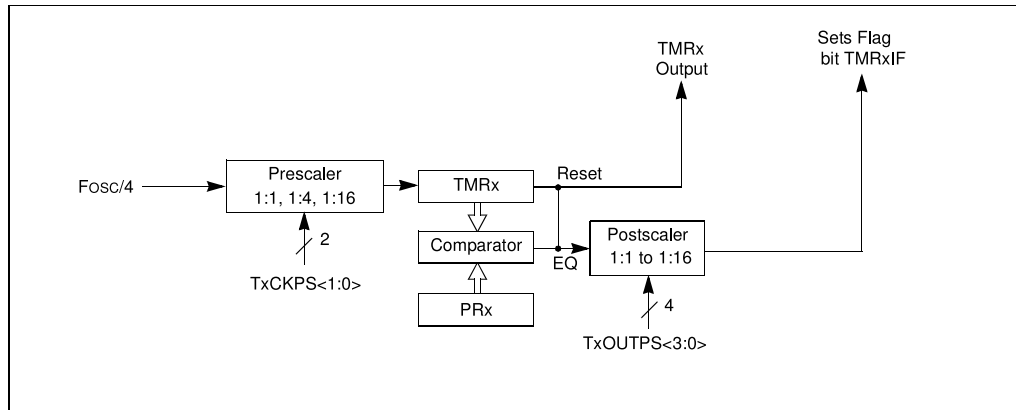 TMRx
Output
Sets Flag
bit TMRxIF
FOSC/4
Prescaler
1:1, 1:4, 1:16
2
TxCKPS<1:0>
TMRx
Reset
Comparator
EQ
PRx
Postscaler
1:1 to 1:16
4
TxOUTPS<3:0>